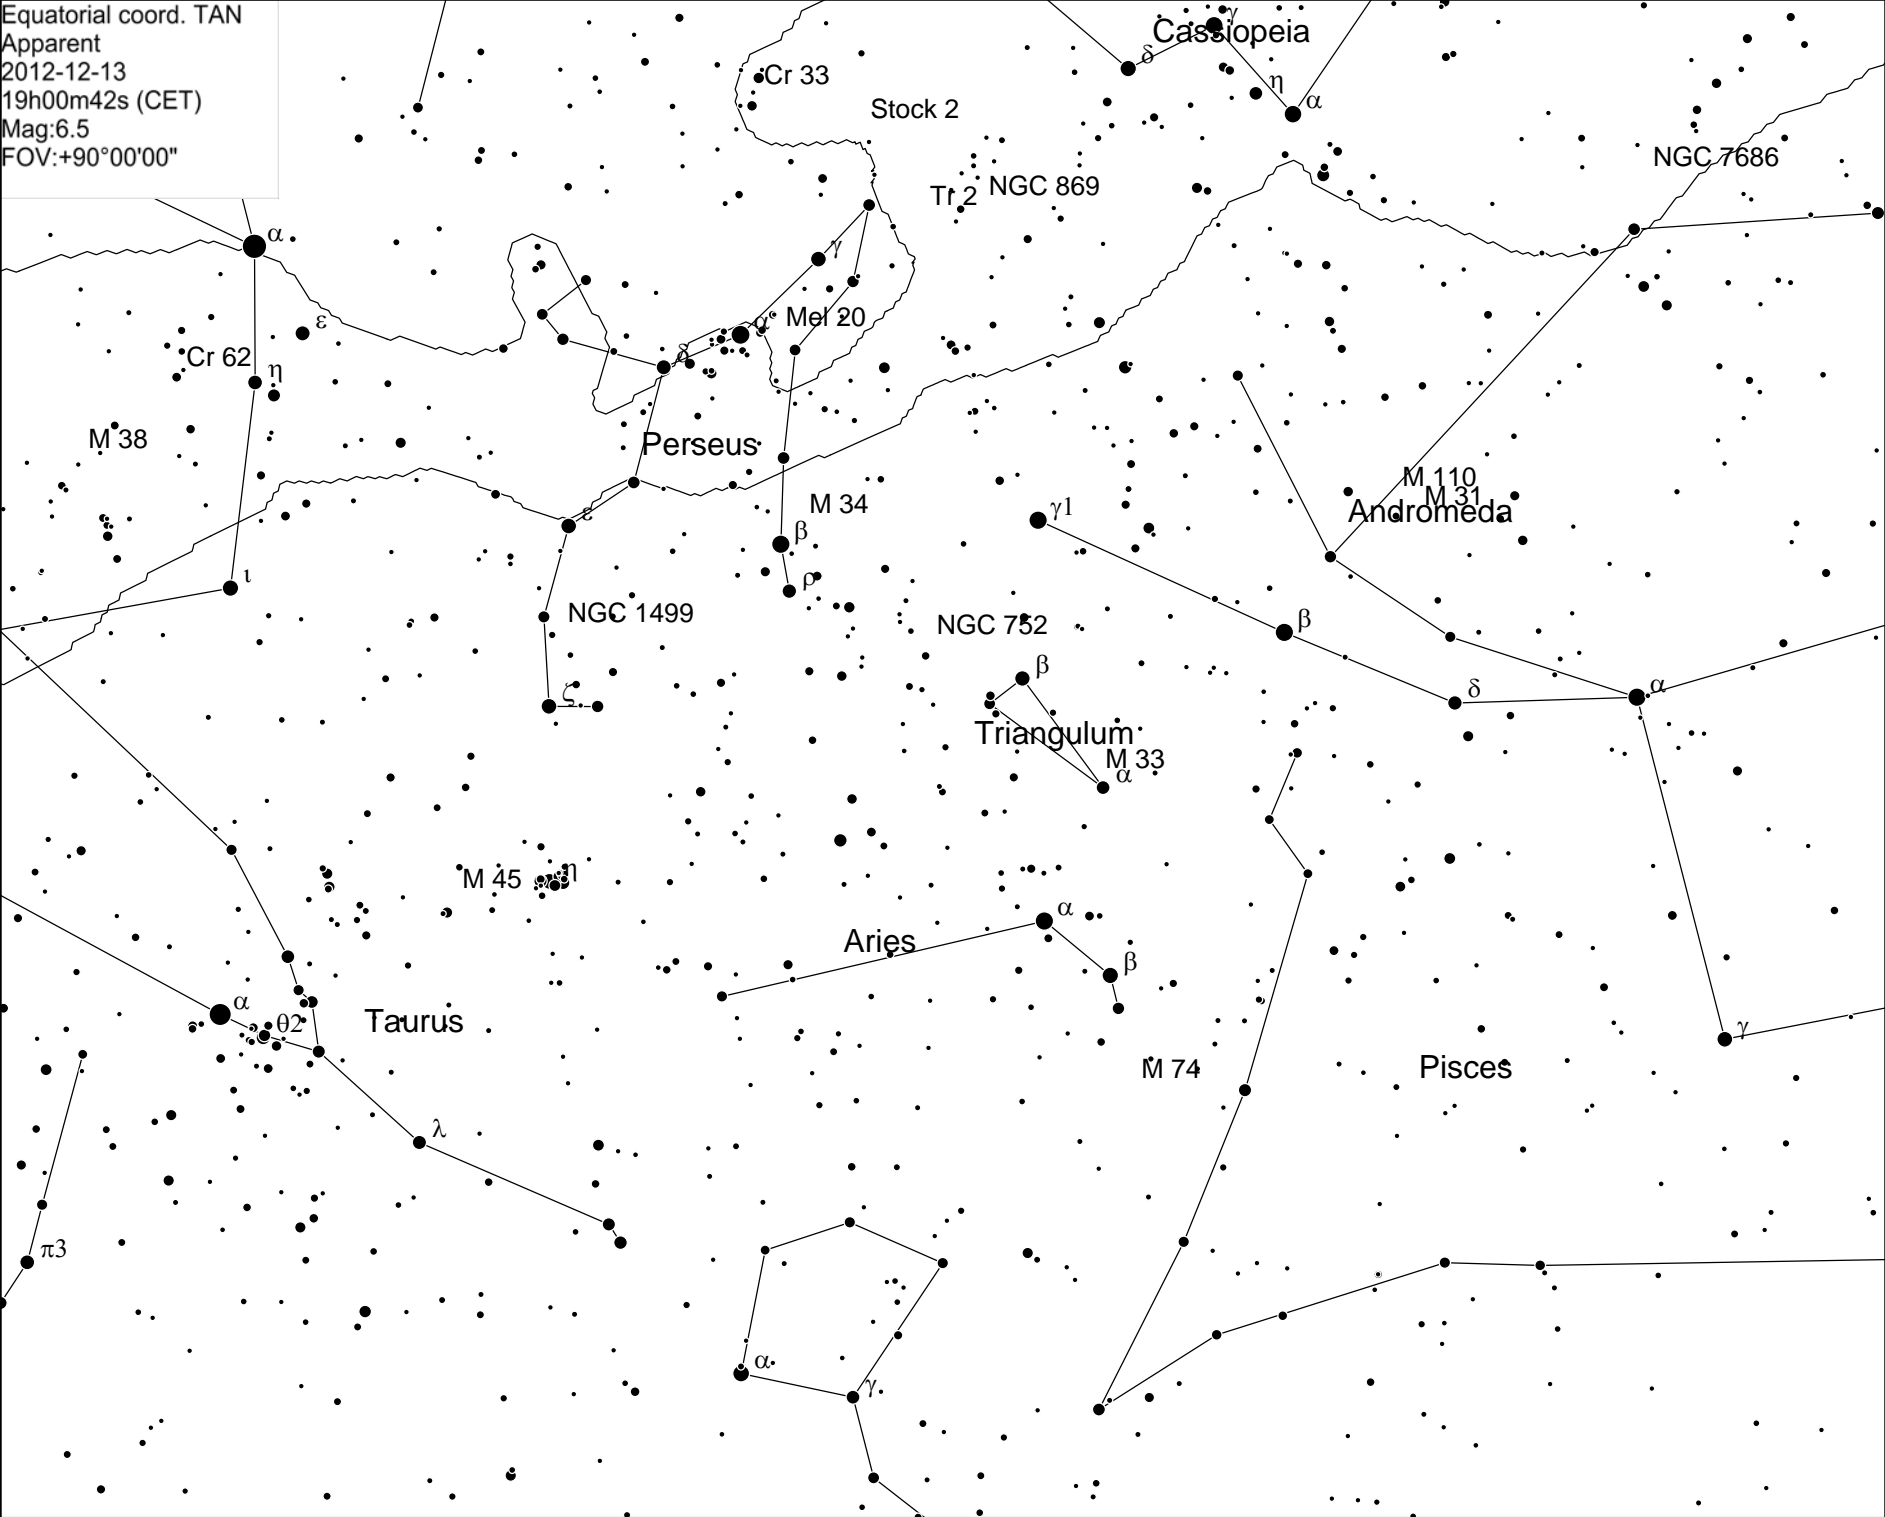 Equatorial coord. TAN
Apparent
2012-12-13
19h00m42s (CET)
Mag:6.5
FOV:+90°00'00"
γ
Cassiopeia
δ
Cr 33
η
α
Stock 2
NGC 7686
Tr 2
NGC 869
α
γ
ε
α
Mel 20
Cr 62
δ
η
M 38
Perseus
M 110
M 31
Andromeda
M 34
γ1
ε
β
ι
ρ
NGC 1499
NGC 752
β
β
ζ
δ
α
Triangulum
M 33
α
M 45
η
α
Aries
β
α
θ2
Taurus
γ
M 74
Pisces
λ
π3
α
γ